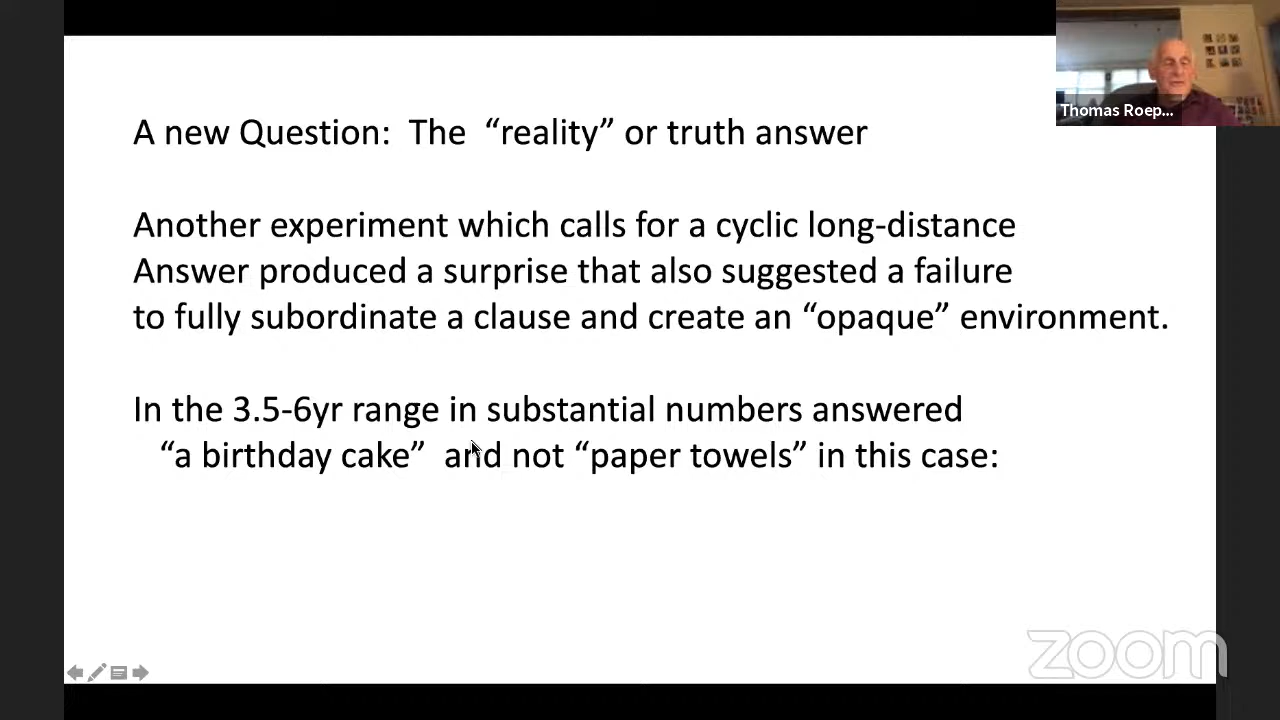 A new Question: The “reality” or truth answer
Another experiment which calls for a cyclic long-distance
Answer produced a surprise that also suggested a failure
to fully subordinate a clause and create an “opaque” environment.
In the 3.5-6yr range in substantial numbers answered
“a birthday cake” and not “paper towels” in this case:
Thomas Roep...
zoom